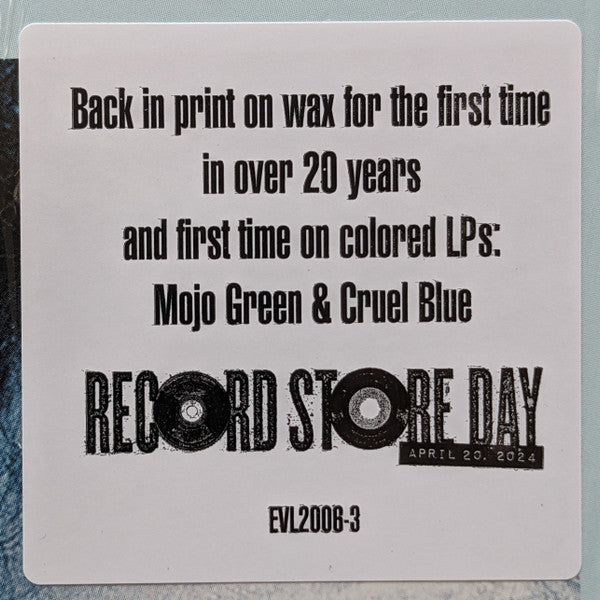 Back in print on wax for the first time
in over 20 years
and first time on colored LPs:
Mojo Green & Cruel Blue
RECORD STORE DAY
APRIL 20. 2024
EVL2006-3